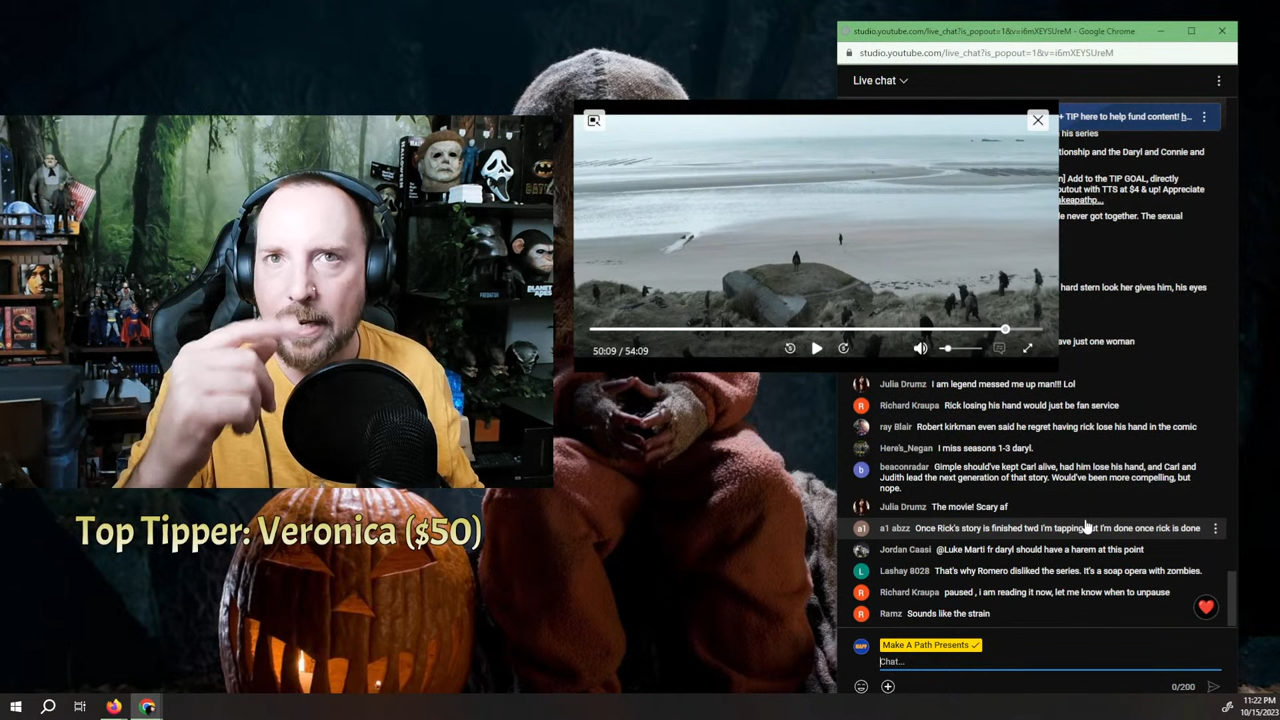 studio.youtube.com/live_chat?is_popout=1&v=i6mXEYSUreM - Google Chrome
studio.youtube.com/live_chat?is_popout=1&v=i6mXEYSUreM
Live chat
+ TIP here to help fund content! h...
his series
tionship and the Daryl and Connie and
n] Add to the TIP GOAL, directly
outout with TTS at $4 & up! Appreciate
akeapathp...
le never got together. The sexual
hard stern look her gives him, his eyes
ave just one woman
50:09 / 54:09
Julia Drumz I am legend messed me up man!!! Lol
Richard Kraupa Rick losing his hand would just be fan service
ray Blair Robert kirkman even said he regret having rick lose his hand in the comic
Here's_Negan I miss seasons 1-3 daryl.
beaconradar Gimple should've kept Carl alive, had him lose his hand, and Carl and
Judith lead the next generation of that story. Would've been more compelling, but
nope.
Julia Drumz The movie! Scary af
a1 abzz Once Rick's story is finished twd I'm tapping out I'm done once rick is done
Jordan Caasi @Luke Marti fr daryl should have a harem at this point
Lashay 8028 That's why Romero disliked the series. It's a soap opera with zombies.
Richard Kraupa paused , i am reading it now, let me know when to unpause
Ramz Sounds like the strain
Make A Path Presents
Chat...
0/200
Top Tipper: Veronica ($50)
HALLOWEEN
BATMAN
PREDATOR
PLANET
APES
11:22 PM
10/15/2023